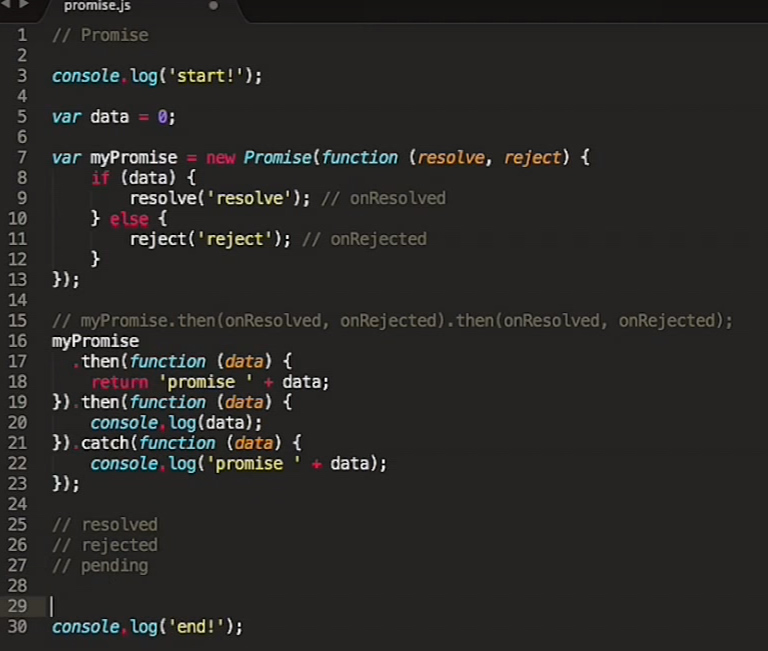 promise.js
1 // Promise
2
3 console.log('start!');
4
5 var data = 0;
6
7 var myPromise = new Promise(function (resolve, reject) {
8     if (data) {
9         resolve('resolve'); // onResolved
10     } else {
11         reject('reject'); // onRejected
12     }
13 });
14
15 // myPromise.then(onResolved, onRejected).then(onResolved, onRejected);
16 myPromise
17   .then(function (data) {
18     return 'promise ' + data;
19 }).then(function (data) {
20     console.log(data);
21 }).catch(function (data) {
22     console.log('promise ' + data);
23 });
24
25 // resolved
26 // rejected
27 // pending
28
29
30 console.log('end!');